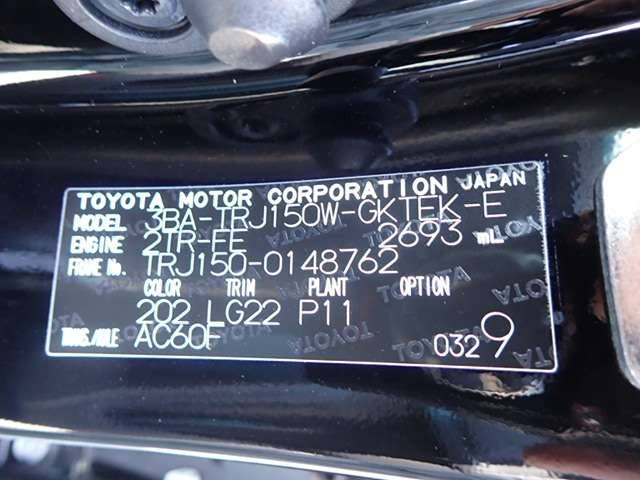 TOYOTA MOTOR CORPORATION JAPAN
MODEL 3BA-TRJ150W-GKTEK-E
ENGINE 2TR-FE 2693 mL
FRAME No. TRJ150-0148762
COLOR TRIM PLANT OPTION
202 LG22 P11
TRANS./AXLE AC60F 0329